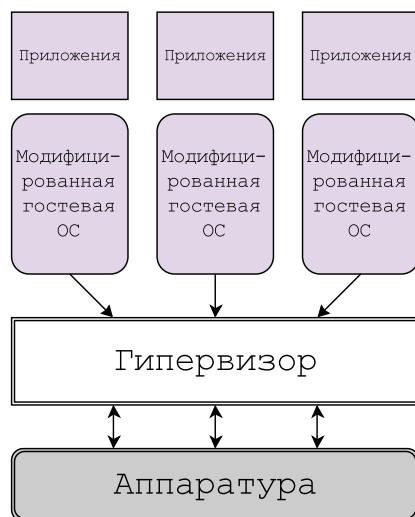 Приложения Приложения Приложения
Модифици-
рованная
гостевая
ОС
Модифици-
рованная
гостевая
ОС
Модифици-
рованная
гостевая
ОС
Гипервизор
Аппаратура